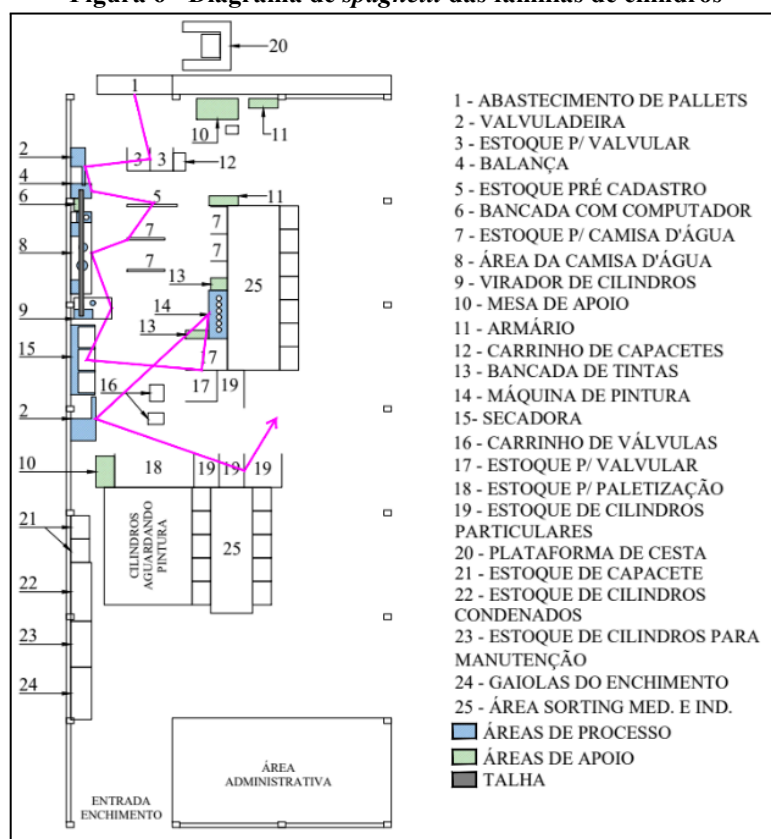 Figura 6 - Diagrama de spaghetti das famílias de cilindros
20
1
10
11
2
3
3
12
4
6
5
11
7
7
8
7
7
7
25
13
14
9
13
15
17
17
19
16
2
10
18
19
19
19
CILINDROS
AGUARDANDO
PINTURA
25
21
22
23
24
ÁREA
ADMINISTRATIVA
ENTRADA
ENCHIMENTO
1 - ABASTECIMENTO DE PALLETS
2 - VALVULADEIRA
3 - ESTOQUE P/ VALVULAR
4 - BALANÇA
5 - ESTOQUE PRÉ CADASTRO
6 - BANCADA COM COMPUTADOR
7 - ESTOQUE P/ CAMISA D'ÁGUA
8 - ÁREA DA CAMISA D'ÁGUA
9 - VIRADOR DE CILINDROS
10 - MESA DE APOIO
11 - ARMÁRIO
12 - CARRINHO DE CAPACETES
13 - BANCADA DE TINTAS
14 - MÁQUINA DE PINTURA
15- SECADORA
16 - CARRINHO DE VÁLVULAS
17 - ESTOQUE P/ VALVULAR
18 - ESTOQUE P/ PALETIZAÇÃO
19 - ESTOQUE DE CILINDROS
PARTICULARES
20 - PLATAFORMA DE CESTA
21 - ESTOQUE DE CAPACETE
22 - ESTOQUE DE CILINDROS
CONDENADOS
23 - ESTOQUE DE CILINDROS PARA
MANUTENÇÃO
24 - GAIOLAS DO ENCHIMENTO
25 - ÁREA SORTING MED. E IND.
ÁREAS DE PROCESSO
ÁREAS DE APOIO
TALHA